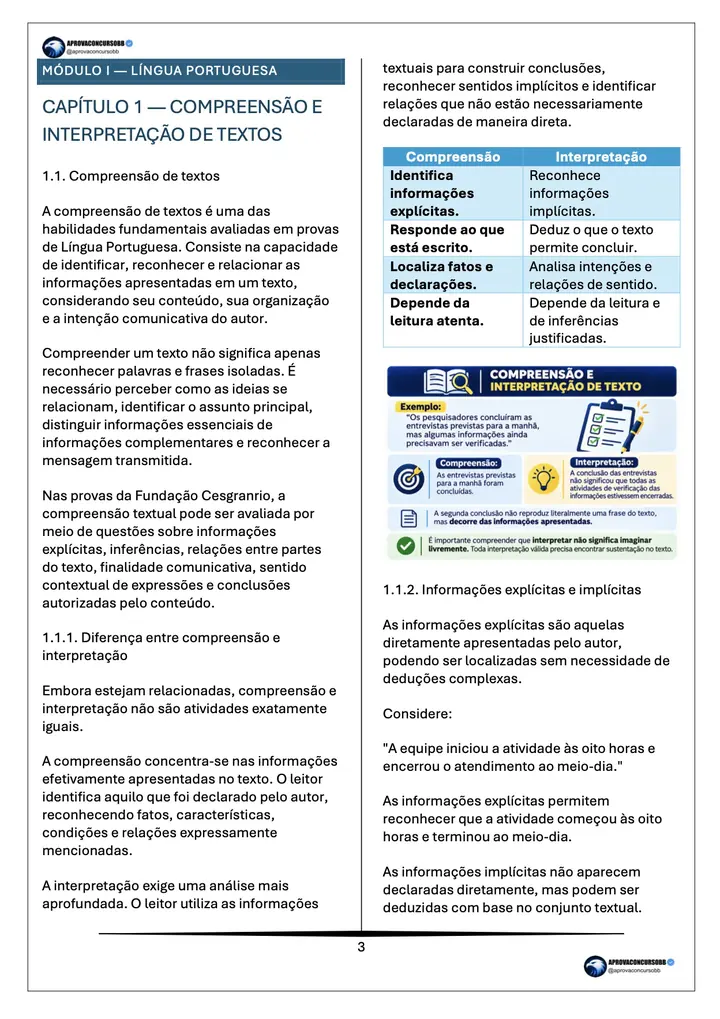 APROVACONCURSOBB
@aprovaconcursobb
MÓDULO I — LÍNGUA PORTUGUESA
CAPÍTULO 1 — COMPREENSÃO E
INTERPRETAÇÃO DE TEXTOS
1.1. Compreensão de textos
A compreensão de textos é uma das
habilidades fundamentais avaliadas em provas
de Língua Portuguesa. Consiste na capacidade
de identificar, reconhecer e relacionar as
informações apresentadas em um texto,
considerando seu conteúdo, sua organização
e a intenção comunicativa do autor.
Compreender um texto não significa apenas
reconhecer palavras e frases isoladas. É
necessário perceber como as ideias se
relacionam, identificar o assunto principal,
distinguir informações essenciais de
informações complementares e reconhecer a
mensagem transmitida.
Nas provas da Fundação Cesgranrio, a
compreensão textual pode ser avaliada por
meio de questões sobre informações
explícitas, inferências, relações entre partes
do texto, finalidade comunicativa, sentido
contextual de expressões e conclusões
autorizadas pelo conteúdo.
1.1.1. Diferença entre compreensão e
interpretação
Embora estejam relacionadas, compreensão e
interpretação não são atividades exatamente
iguais.
A compreensão concentra-se nas informações
efetivamente apresentadas no texto. O leitor
identifica aquilo que foi declarado pelo autor,
reconhecendo fatos, características,
condições e relações expressamente
mencionadas.
A interpretação exige uma análise mais
aprofundada. O leitor utiliza as informações
textuais para construir conclusões,
reconhecer sentidos implícitos e identificar
relações que não estão necessariamente
declaradas de maneira direta.
Compreensão Interpretação
Identifica
informações
explícitas.
Reconhece
informações
implícitas.
Responde ao que
está escrito.
Deduz o que o texto
permite concluir.
Localiza fatos e
declarações.
Analisa intenções e
relações de sentido.
Depende da
leitura atenta.
Depende da leitura e
de inferências
justificadas.
COMPREENSÃO E
INTERPRETAÇÃO DE TEXTO
Exemplo:
"Os pesquisadores concluíram as
entrevistas previstas para a manhã,
mas algumas informações ainda
precisavam ser verificadas."
Compreensão:
As entrevistas previstas
para a manhã foram
concluídas.
Interpretação:
A conclusão das entrevistas
não significou que todas as
atividades de verificação das
informações estivessem encerradas.
A segunda conclusão não reproduz literalmente uma frase do texto,
mas decorre das informações apresentadas.
É importante compreender que interpretar não significa imaginar
livremente. Toda interpretação válida precisa encontrar sustentação no texto.
1.1.2. Informações explícitas e implícitas
As informações explícitas são aquelas
diretamente apresentadas pelo autor,
podendo ser localizadas sem necessidade de
deduções complexas.
Considere:
"A equipe iniciou a atividade às oito horas e
encerrou o atendimento ao meio-dia."
As informações explícitas permitem
reconhecer que a atividade começou às oito
horas e terminou ao meio-dia.
As informações implícitas não aparecem
declaradas diretamente, mas podem ser
deduzidas com base no conjunto textual.
3
APROVACONCURSOBB
@aprovaconcursobb